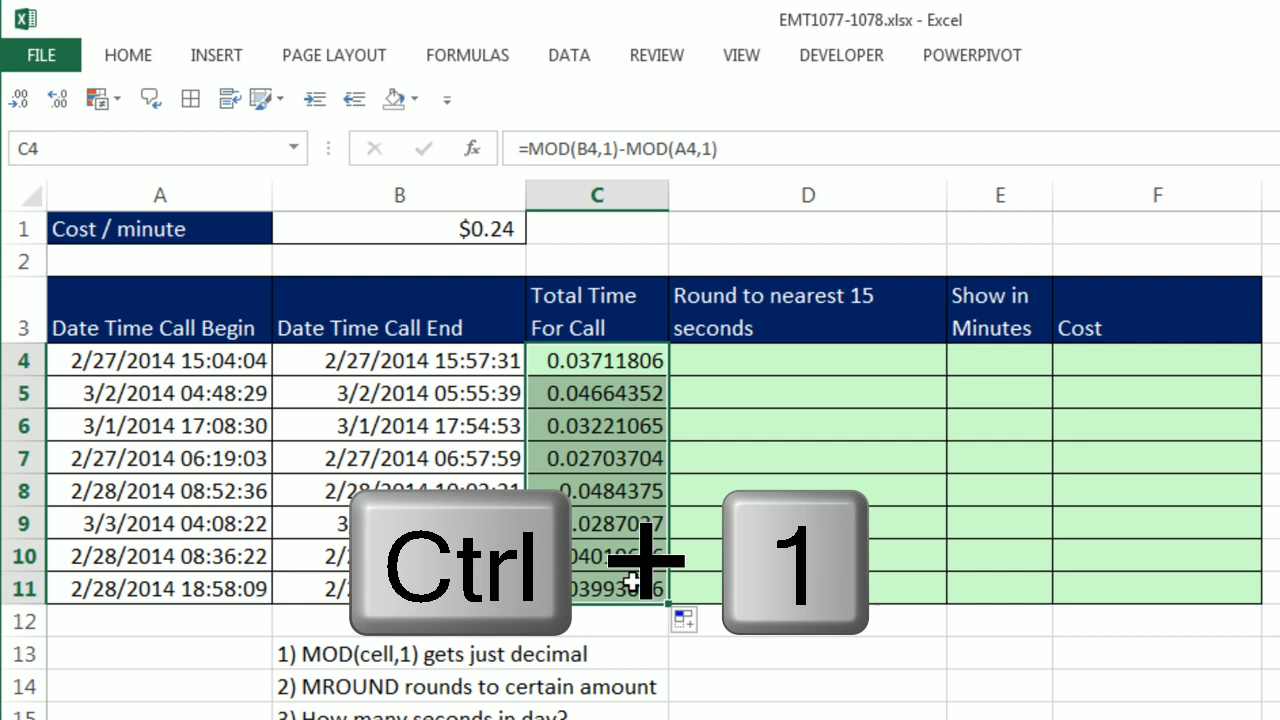 EMT1077-1078.xlsx - Excel
FILE HOME INSERT PAGE LAYOUT FORMULAS DATA REVIEW VIEW DEVELOPER POWERPIVOT
C4 fx =MOD(B4,1)-MOD(A4,1)
A B C D E F
1 Cost / minute $0.24
2
Total Time Round to nearest 15 Show in
3 Date Time Call Begin Date Time Call End For Call seconds Minutes Cost
4 2/27/2014 15:04:04 2/27/2014 15:57:31 0.03711806
5 3/2/2014 04:48:29 3/2/2014 05:55:39 0.04664352
6 3/1/2014 17:08:30 3/1/2014 17:54:53 0.03221065
7 2/27/2014 06:19:03 2/27/2014 06:57:59 0.02703704
8 2/28/2014 08:52:36 0.0484375
9 3/3/2014 04:08:22
10 2/28/2014 08:36:22
11 2/28/2014 18:58:09
Ctrl + 1
12
13 1) MOD(cell,1) gets just decimal
14 2) MROUND rounds to certain amount
15 3) How many seconds in day?